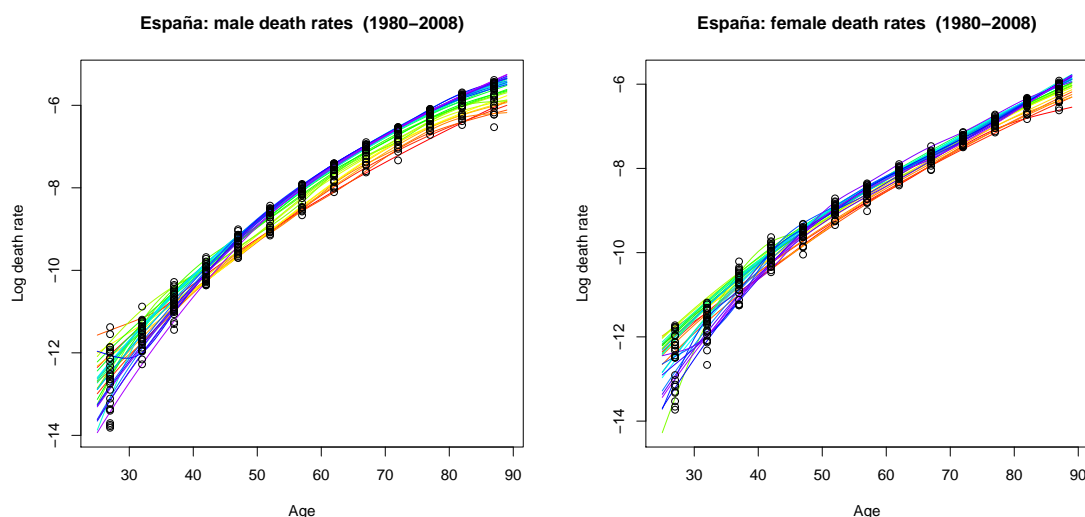 España: male death rates (1980−2008)
Log death rate
−6
−8
−10
−12
−14
30 40 50 60 70 80 90
Age
España: female death rates (1980−2008)
Log death rate
−6
−8
−10
−12
−14
30 40 50 60 70 80 90
Age